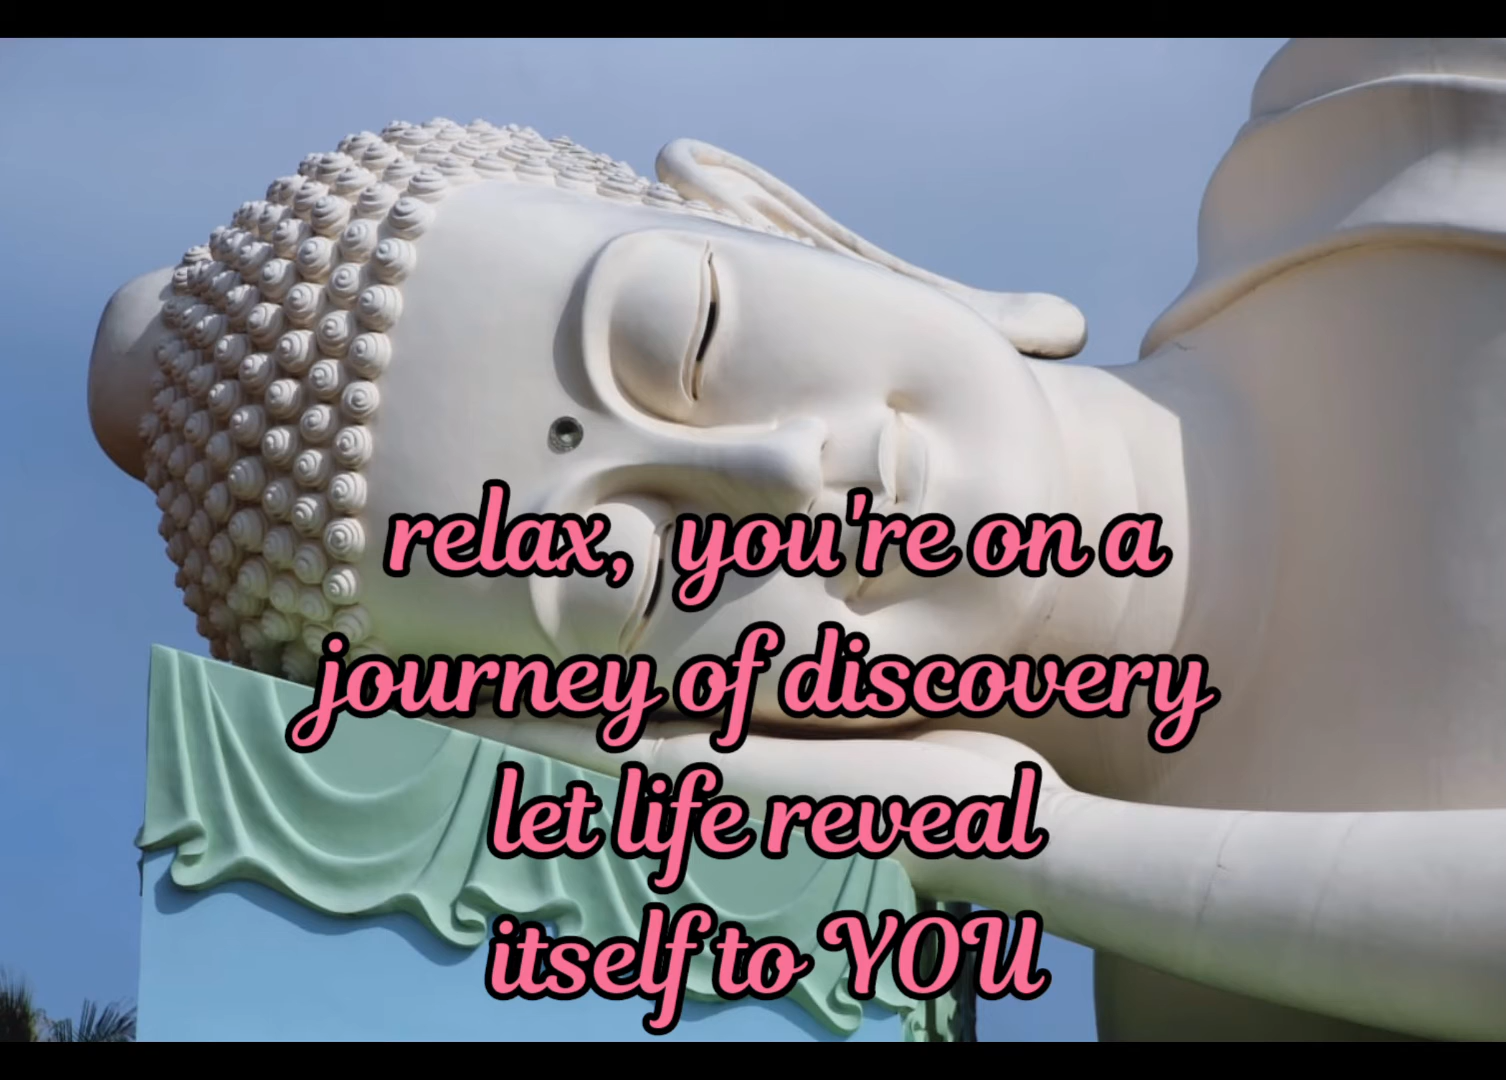 relax, you're on a
journey of discovery
let life reveal
itself to YOU